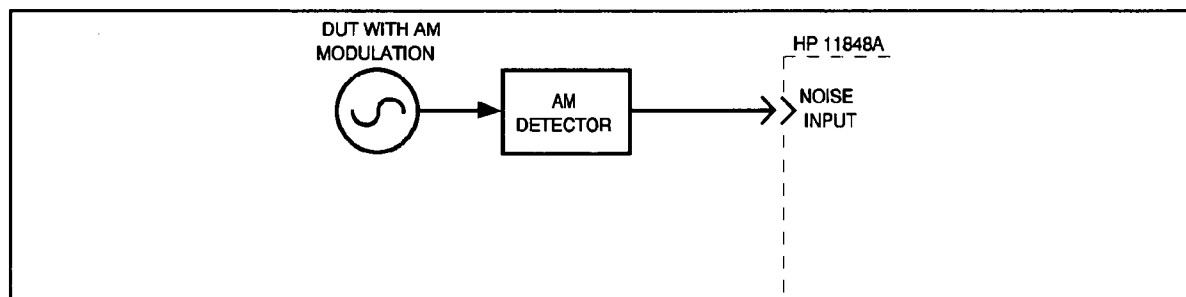 DUT WITH AM
MODULATION
HP 11848A
AM
DETECTOR
NOISE
INPUT